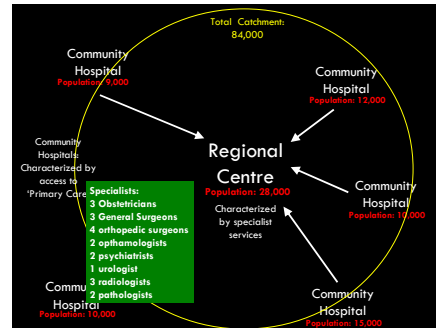 Total Catchment:
84,000
Community
Hospital
Population: 9,000
Community
Hospital
Population: 12,000
Regional
Centre
Population: 28,000
Characterized
by specialist
services
Community
Hospitals:
Characterized by
access to
'Primary Care
Specialists:
3 Obstetricians
3 General Surgeons
4 orthopedic surgeons
2 opthamologists
2 psychiatrists
1 urologist
3 radiologists
2 pathologists
Community
Hospital
Population: 10,000
Hospital
Population: 10,000
Community
Hospital
Population: 15,000